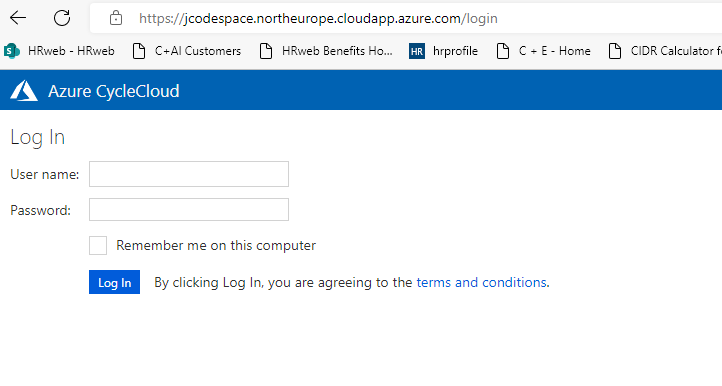 https://jcodespace.northeurope.cloudapp.azure.com/login
HRweb - HRweb C+AI Customers HRweb Benefits Ho... HR hrprofile C + E - Home CIDR Calculator f
Azure CycleCloud
Log In
User name:
Password:
Remember me on this computer
Log In By clicking Log In, you are agreeing to the terms and conditions.